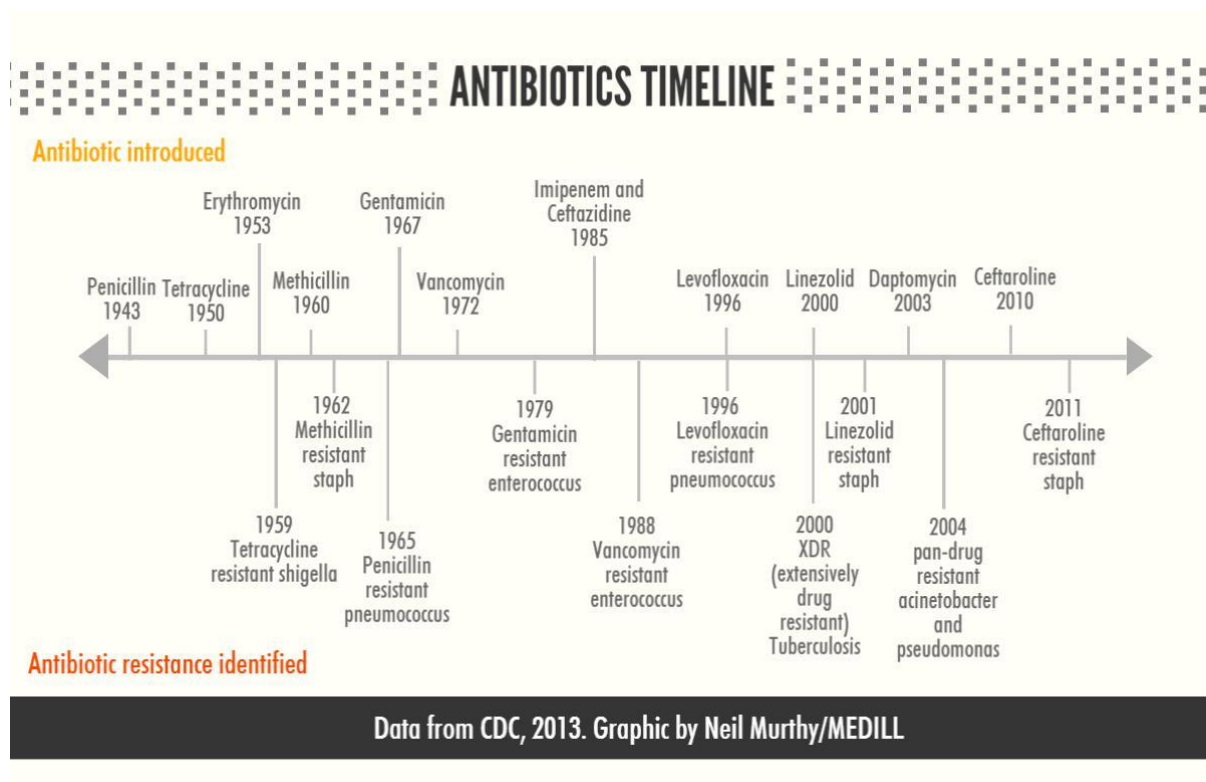 ANTIBIOTICS TIMELINE
Antibiotic introduced
Penicillin
1943
Tetracycline
1950
Erythromycin
1953
Methicillin
1960
Gentamicin
1967
Vancomycin
1972
Imipenem and
Ceftazidine
1985
Levofloxacin
1996
Linezolid
2000
Daptomycin
2003
Ceftaroline
2010
1959
Tetracycline
resistant shigella
1962
Methicillin
resistant
staph
1965
Penicillin
resistant
pneumococcus
1979
Gentamicin
resistant
enterococcus
1988
Vancomycin
resistant
enterococcus
1996
Levofloxacin
resistant
pneumococcus
2000
XDR
(extensively
drug
resistant)
Tuberculosis
2001
Linezolid
resistant
staph
2004
pan-drug
resistant
acinetobacter
and
pseudomonas
2011
Ceftaroline
resistant
staph
Antibiotic resistance identified
Data from CDC, 2013. Graphic by Neil Murthy/MEDILL